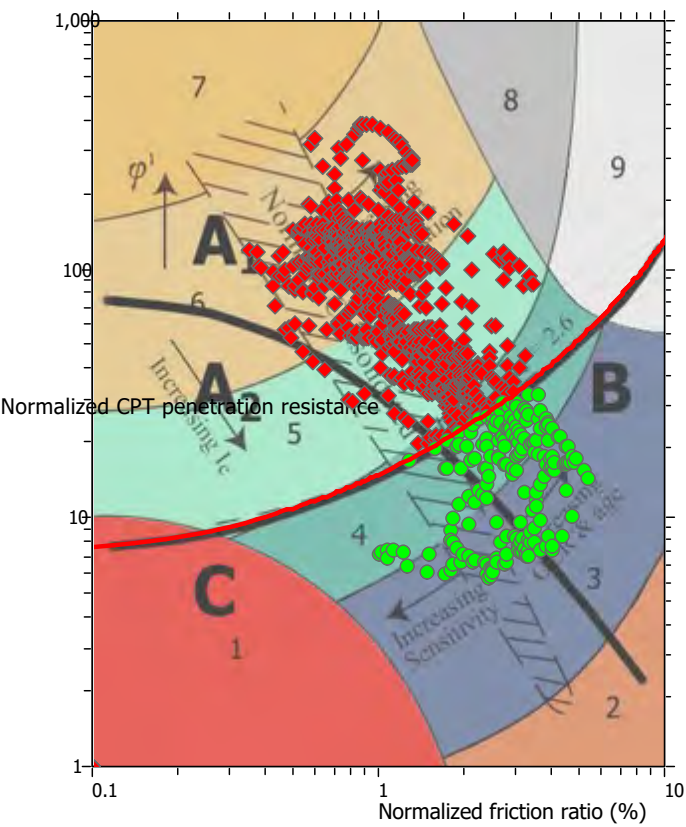 1,000
7
8
9
φ'
A1
100
2.6
6
A2
B
Increasing Ic
Normalized CPT penetration resistance
5
10
4
C
3
Increasing
Sensitivity
1
2
1
0.1
1
10
Normalized friction ratio (%)